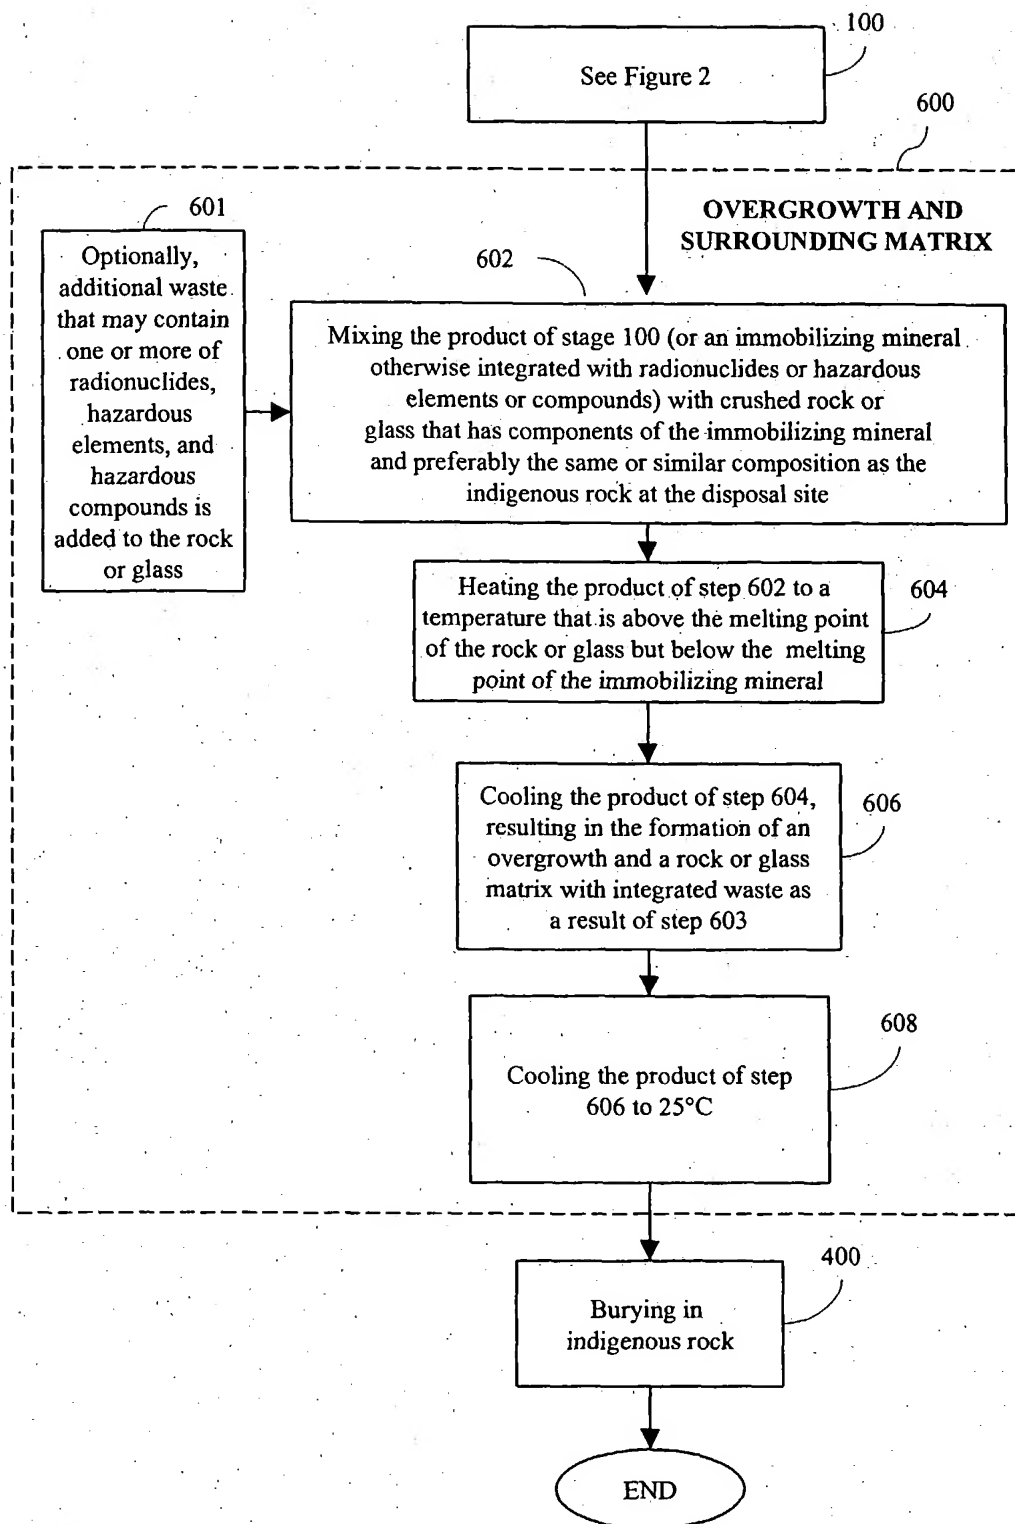 100
See Figure 2
600
OVERGROWTH AND
SURROUNDING MATRIX
601
Optionally,
additional waste
that may contain
one or more of
radionuclides,
hazardous
elements, and
hazardous
compounds is
added to the rock
or glass
602
Mixing the product of stage 100 (or an immobilizing mineral
otherwise integrated with radionuclides or hazardous
elements or compounds) with crushed rock or
glass that has components of the immobilizing mineral
and preferably the same or similar composition as the
indigenous rock at the disposal site
Heating the product of step 602 to a
temperature that is above the melting point
of the rock or glass but below the melting
point of the immobilizing mineral
604
Cooling the product of step 604,
resulting in the formation of an
overgrowth and a rock or glass
matrix with integrated waste as
a result of step 603
606
608
Cooling the product of step
606 to 25°C
400
Burying in
indigenous rock
END